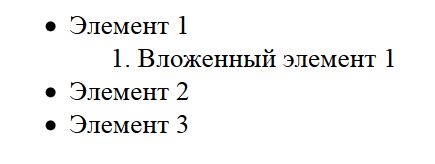 • Элемент 1
1. Вложенный элемент 1
• Элемент 2
• Элемент 3